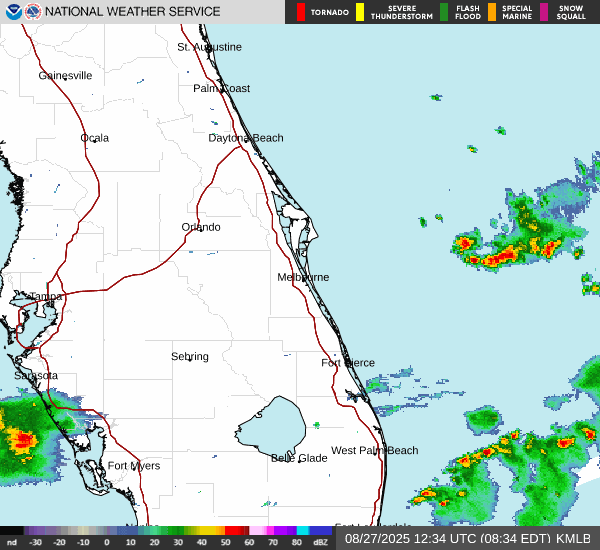 NATIONAL WEATHER SERVICE
TORNADO
SEVERE THUNDERSTORM
FLASH FLOOD
SPECIAL MARINE
SNOW SQUALL
St. Augustine
Gainesville
Palm Coast
Ocala
Daytona Beach
Orlando
Melbourne
Tampa
Sebring
Fort Pierce
Sarasota
West Palm Beach
Belle Glade
Fort Myers
nd -30 -20 -10 0 10 20 30 40 50 60 70 80 dBZ
08/27/2025 12:34 UTC (08:34 EDT) KMLB